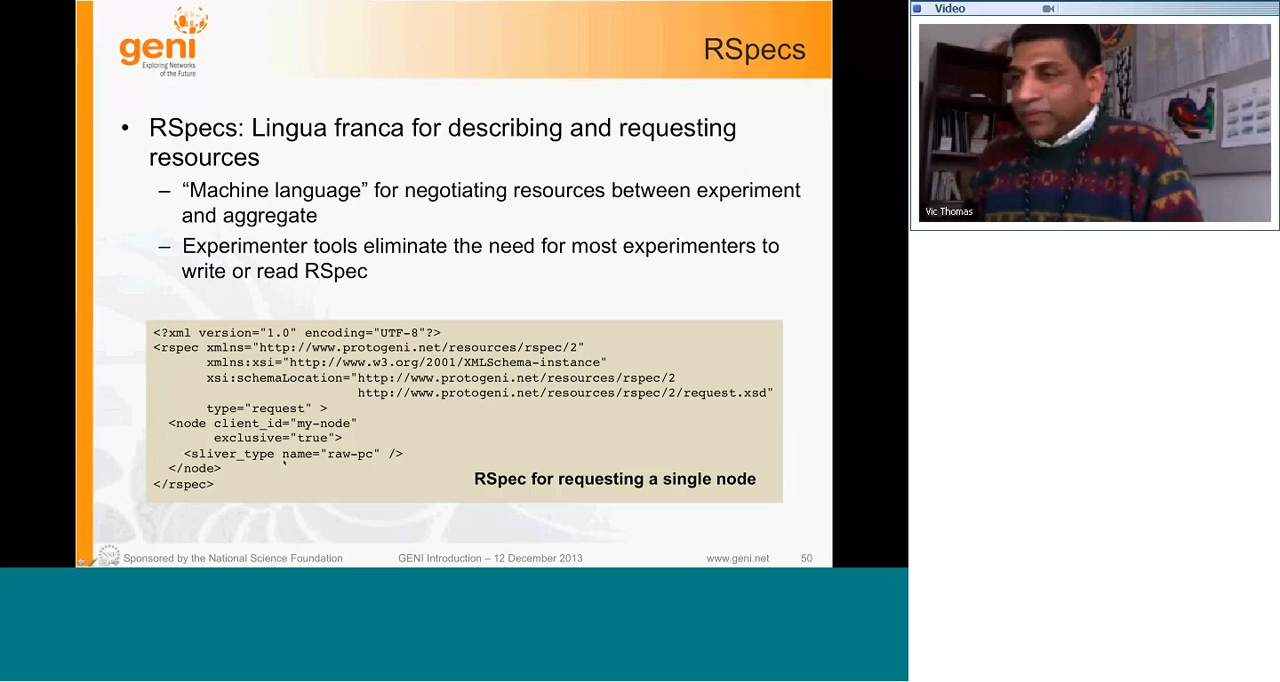 geni
Exploring Networks
of the Future
RSpecs
• RSpecs: Lingua franca for describing and requesting
resources
– “Machine language” for negotiating resources between experiment
and aggregate
– Experimenter tools eliminate the need for most experimenters to
write or read RSpec
<?xml version="1.0" encoding="UTF-8"?>
<rspec xmlns="http://www.protogeni.net/resources/rspec/2"
xmlns:xsi="http://www.w3.org/2001/XMLSchema-instance"
xsi:schemaLocation="http://www.protogeni.net/resources/rspec/2
http://www.protogeni.net/resources/rspec/2/request.xsd"
type="request" >
<node client_id="my-node"
exclusive="true">
<sliver_type name="raw-pc" />
</node>
</rspec>
RSpec for requesting a single node
NSF
Sponsored by the National Science Foundation
GENI Introduction – 12 December 2013
www.geni.net
50
Video
Vic Thomas